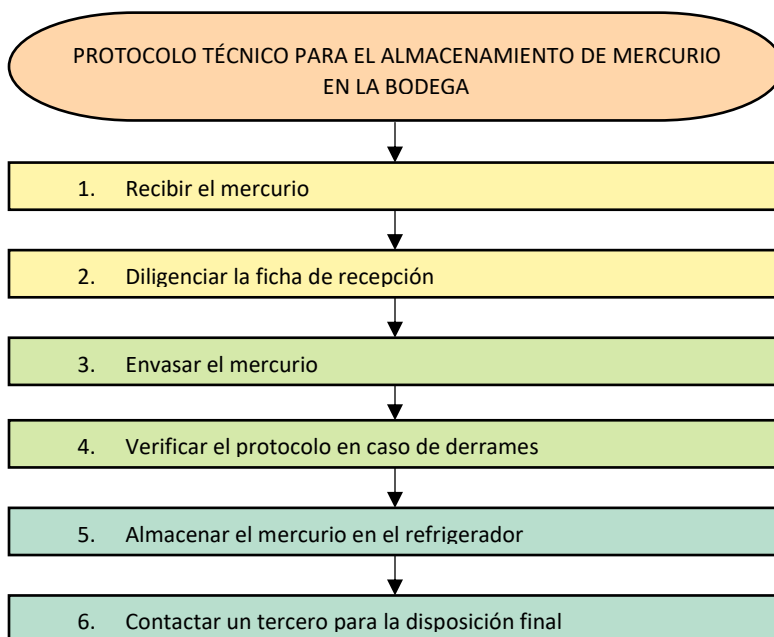 PROTOCOLO TÉCNICO PARA EL ALMACENAMIENTO DE MERCURIO
EN LA BODEGA
1. Recibir el mercurio
2. Diligenciar la ficha de recepción
3. Envasar el mercurio
4. Verificar el protocolo en caso de derrames
5. Almacenar el mercurio en el refrigerador
6. Contactar un tercero para la disposición final